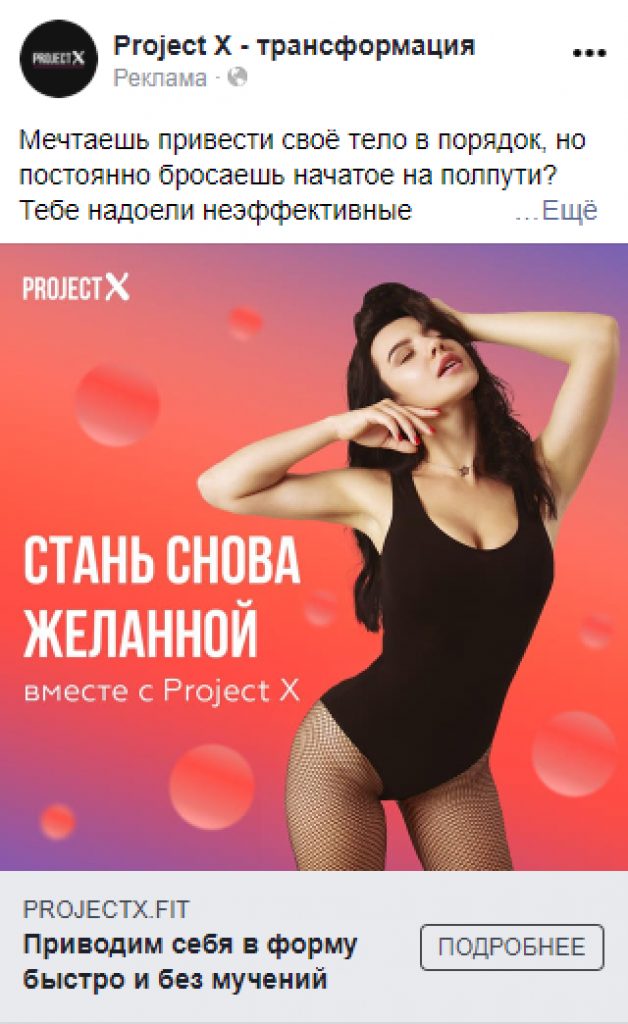 PROJECT X
Project X - трансформация
Реклама ·
Мечтаешь привести своё тело в порядок, но
постоянно бросаешь начатое на полпути?
Тебе надоели неэффективные ...Ещё
PROJECT X
СТАНЬ СНОВА
ЖЕЛАННОЙ
вместе с Project X
PROJECTX.FIT
Приводим себя в форму
быстро и без мучений
ПОДРОБНЕЕ